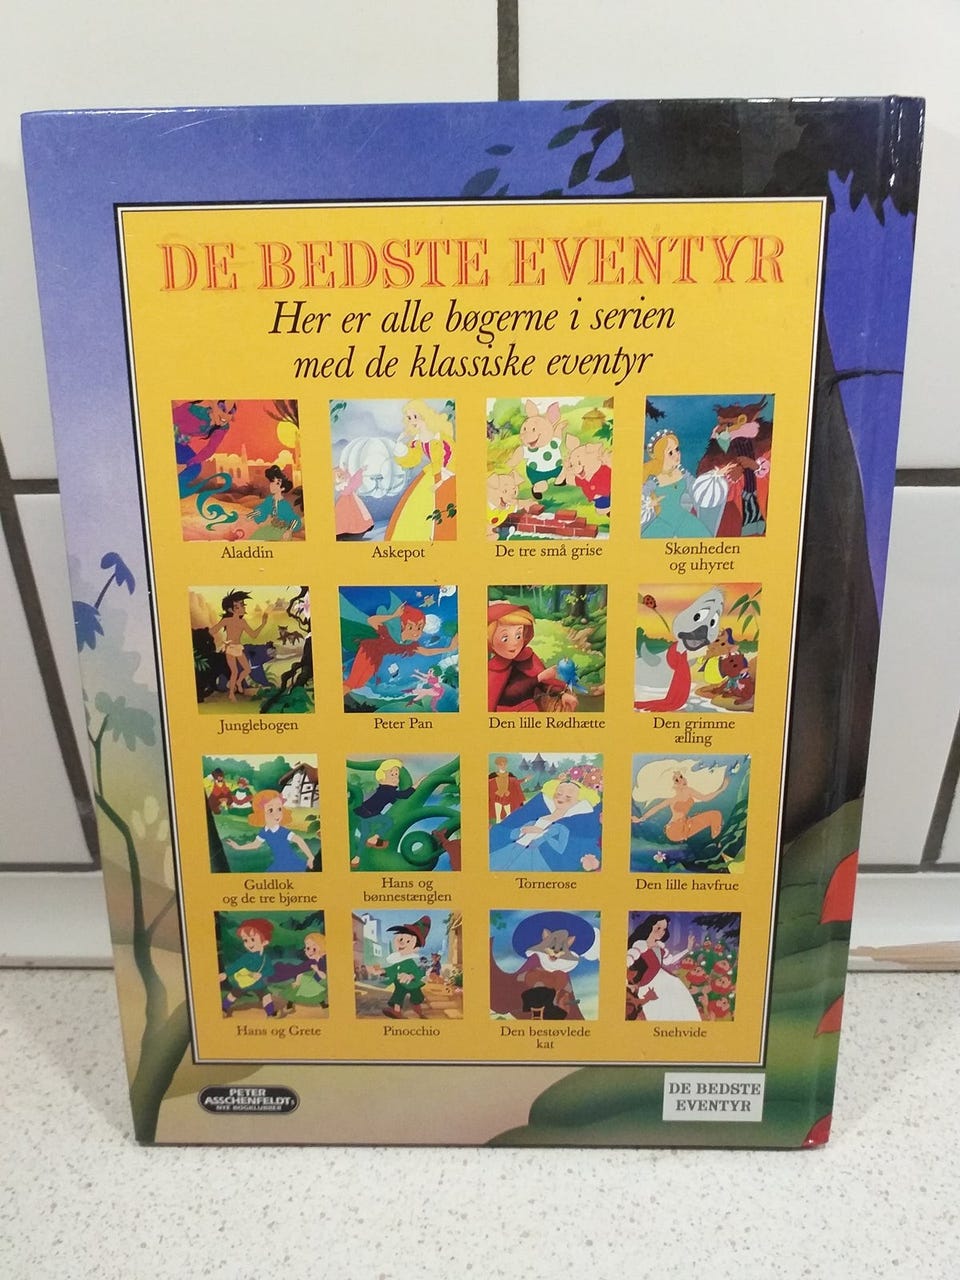 DE BEDSTE EVENTYR
Her er alle bøgerne i serien
med de klassiske eventyr
Aladdin
Askepot
De tre små grise
Skønheden
og uhyret
Junglebogen
Peter Pan
Den lille Rødhætte
Den grimme
ælling
Guldlok
og de tre bjørne
Hans og
bønnestænglen
Tornerose
Den lille havfrue
Hans og Grete
Pinocchio
Den bestøvlede
kat
Snehvide
PETER
ASSCHENFELDTs
NYE BOGKLUBBER
DE BEDSTE
EVENTYR